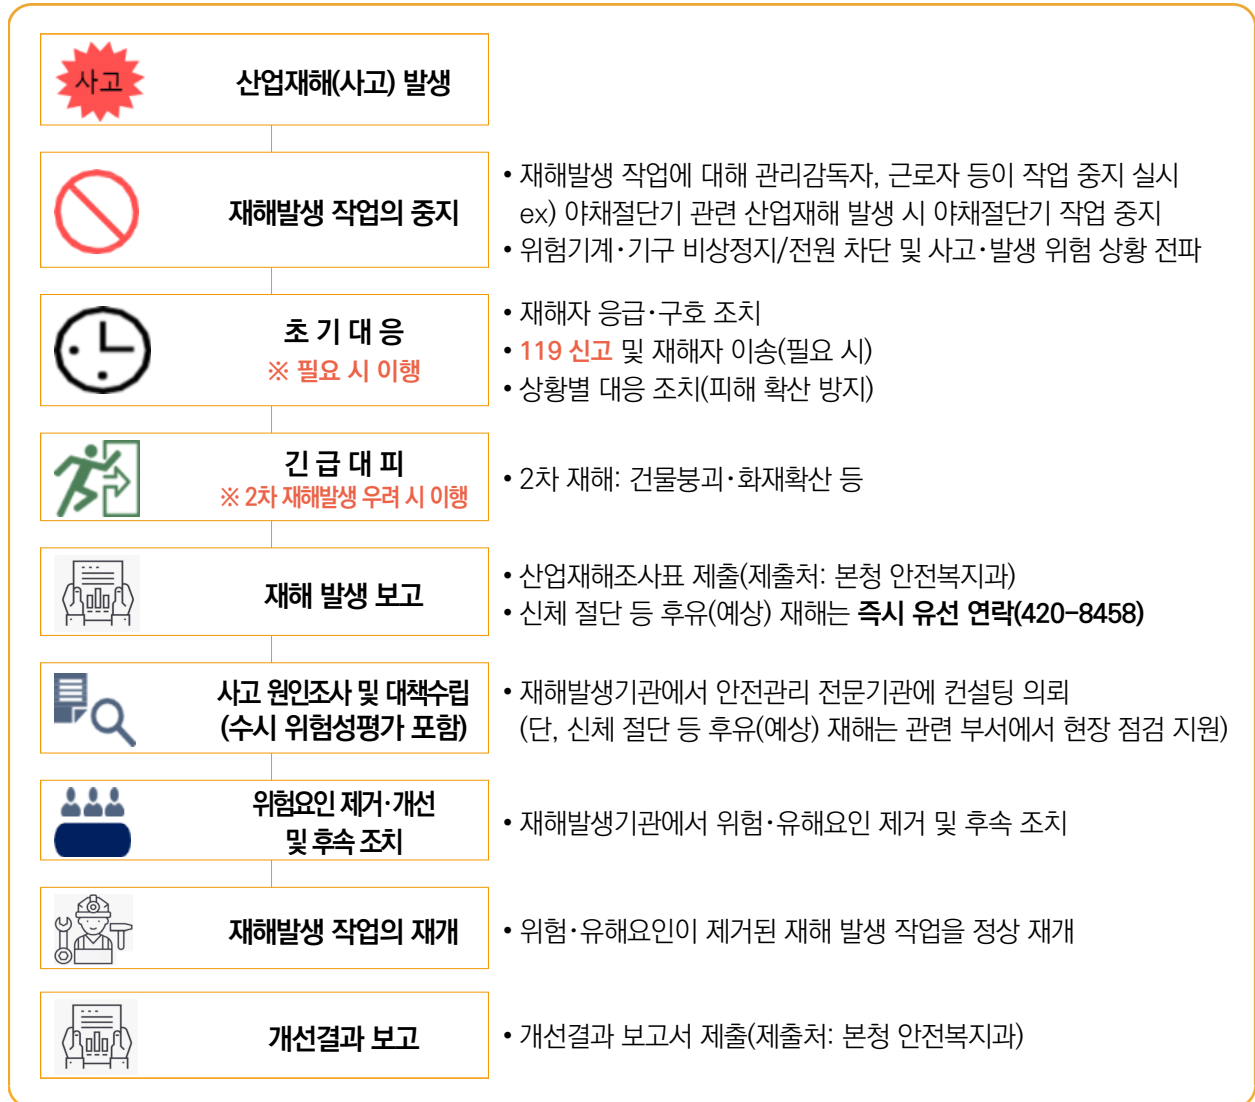 사고
산업재해(사고) 발생
재해발생 작업의 중지
• 재해발생 작업에 대해 관리감독자, 근로자 등이 작업 중지 실시
ex) 야채절단기 관련 산업재해 발생 시 야채절단기 작업 중지
• 위험기계·기구 비상정지/전원 차단 및 사고·발생 위험 상황 전파
초 기 대 응
※ 필요 시 이행
• 재해자 응급·구호 조치
• 119 신고 및 재해자 이송(필요 시)
• 상황별 대응 조치(피해 확산 방지)
긴 급 대 피
※ 2차 재해발생 우려 시 이행
• 2차 재해: 건물붕괴·화재확산 등
재해 발생 보고
• 산업재해조사표 제출(제출처: 본청 안전복지과)
• 신체 절단 등 후유(예상) 재해는 즉시 유선 연락(420-8458)
사고 원인조사 및 대책수립
(수시 위험성평가 포함)
• 재해발생기관에서 안전관리 전문기관에 컨설팅 의뢰
(단, 신체 절단 등 후유(예상) 재해는 관련 부서에서 현장 점검 지원)
위험요인 제거·개선
및 후속 조치
• 재해발생기관에서 위험·유해요인 제거 및 후속 조치
재해발생 작업의 재개
• 위험·유해요인이 제거된 재해 발생 작업을 정상 재개
개선결과 보고
• 개선결과 보고서 제출(제출처: 본청 안전복지과)